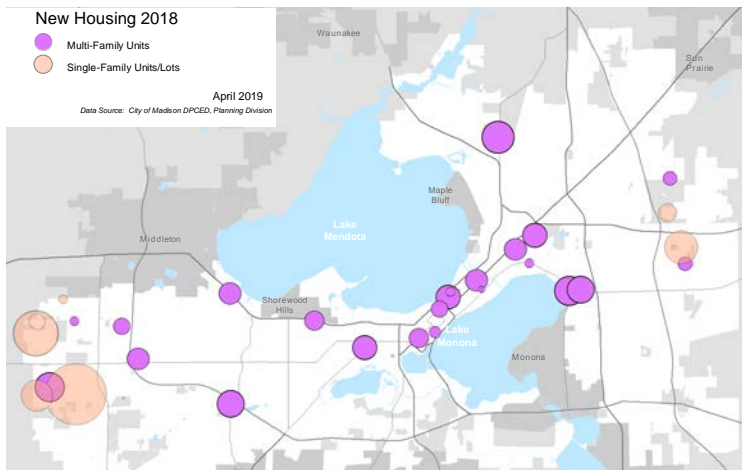 New Housing 2018
Multi-Family Units
Single-Family Units/Lots
April 2019
Data Source: City of Madison DPCED, Planning Division
Waunakee
Sun
Prairie
Maple
Bluff
Lake
Mendota
Middleton
Shorewood
Hills
Lake
Monona
Monona